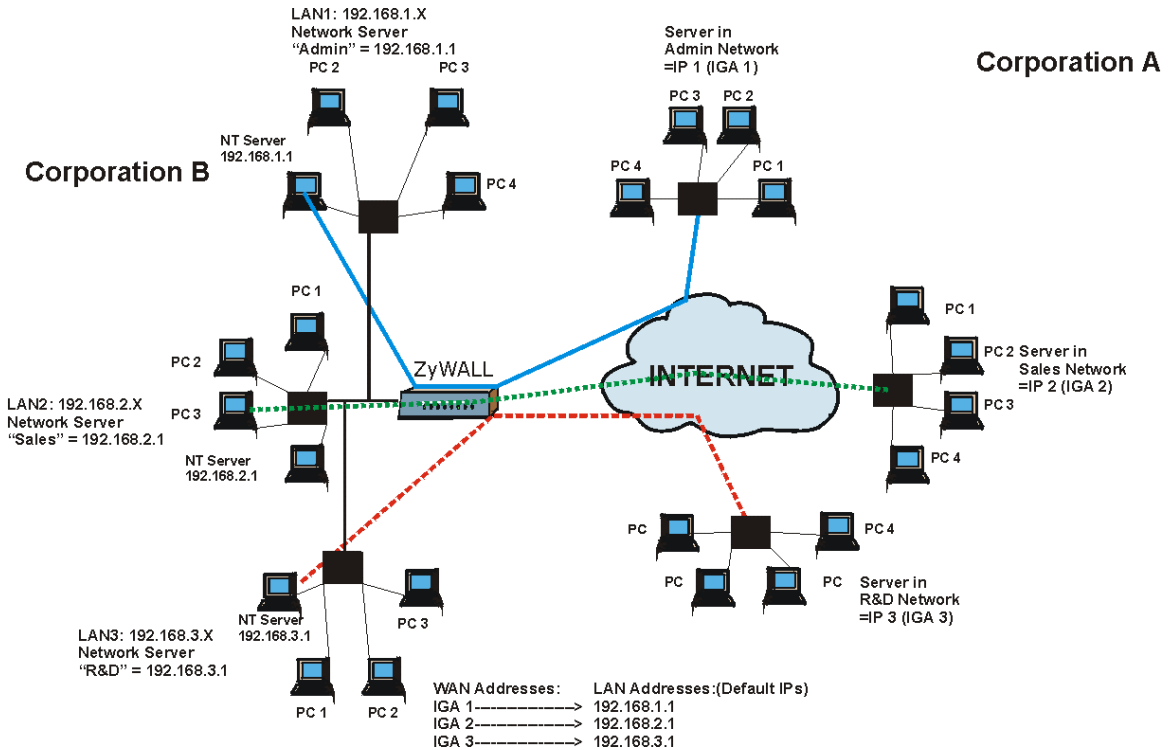 LAN1: 192.168.1.X
Network Server
“Admin” = 192.168.1.1
PC 2
PC 3
NT Server
192.168.1.1
PC 4
Corporation B
Server in
Admin Network
=IP 1 (IGA 1)
PC 3
PC 2
PC 4
PC 1
Corporation A
PC 1
PC 2
PC 3
LAN2: 192.168.2.X
Network Server
“Sales” = 192.168.2.1
NT Server
192.168.2.1
ZyWALL
INTERNET
PC 1
PC 2
Server in
Sales Network
=IP 2 (IGA 2)
PC 3
PC 4
PC
PC 4
PC
PC
Server in
R&D Network
=IP 3 (IGA 3)
NT Server
192.168.3.1
PC 3
LAN3: 192.168.3.X
Network Server
“R&D” = 192.168.3.1
PC 1
PC 2
WAN Addresses: LAN Addresses:(Default IPs)
IGA 1-----------------------> 192.168.1.1
IGA 2-----------------------> 192.168.2.1
IGA 3-----------------------> 192.168.3.1